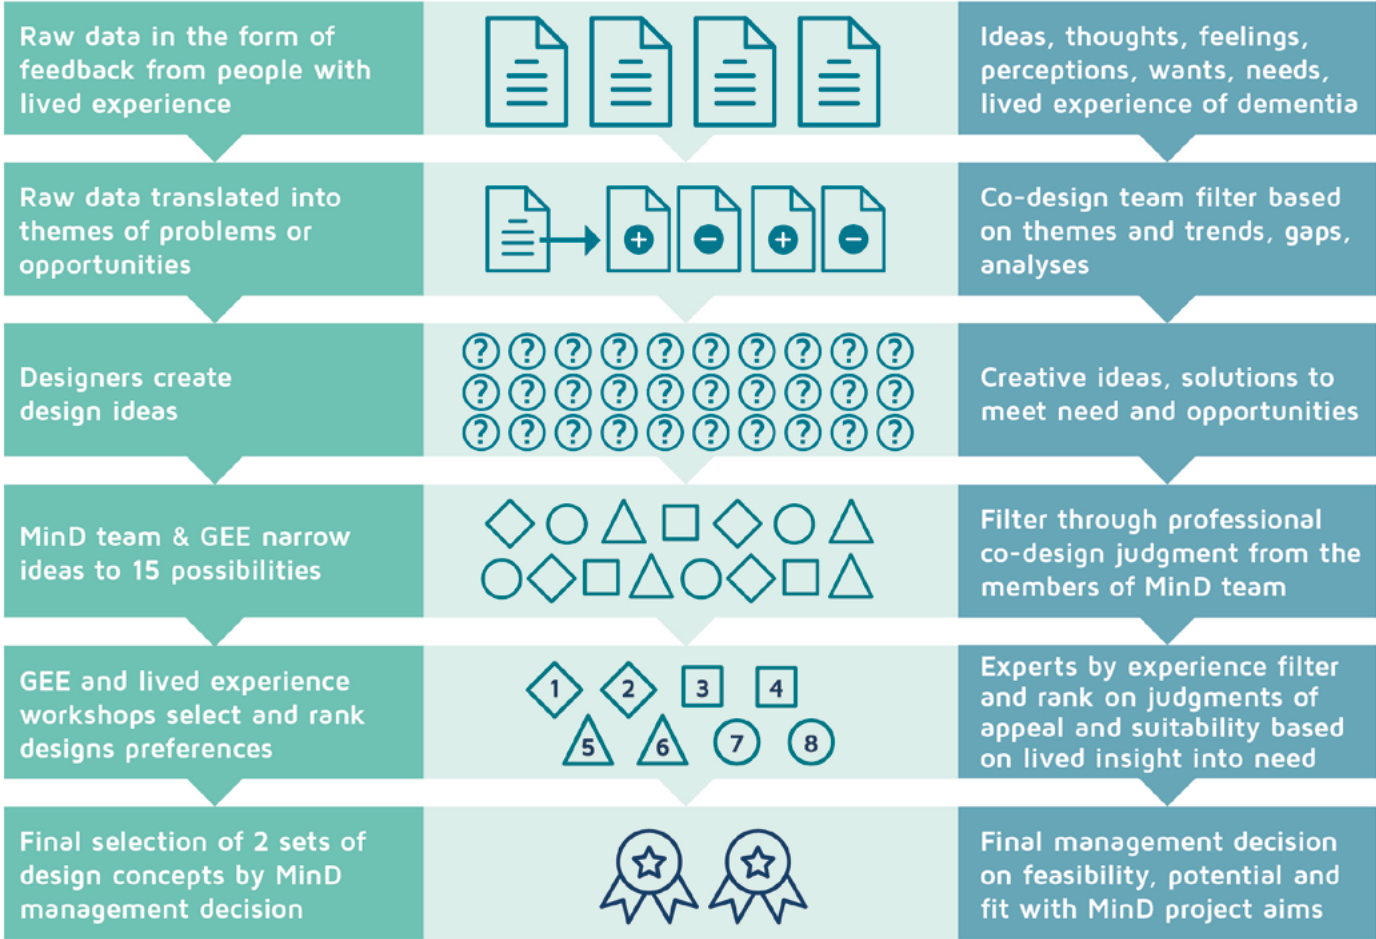 Raw data in the form of
feedback from people with
lived experience
Ideas, thoughts, feelings,
perceptions, wants, needs,
lived experience of dementia
Raw data translated into
themes of problems or
opportunities
+ - + -
Co-design team filter based
on themes and trends, gaps,
analyses
Designers create
design ideas
? ? ? ? ? ? ? ? ? ?
? ? ? ? ? ? ? ? ? ?
? ? ? ? ? ? ? ? ? ?
Creative ideas, solutions to
meet need and opportunities
MinD team & GEE narrow
ideas to 15 possibilities
Filter through professional
co-design judgment from the
members of MinD team
GEE and lived experience
workshops select and rank
designs preferences
1 2 3 4
5 6 7 8
Experts by experience filter
and rank on judgments of
appeal and suitability based
on lived insight into need
Final selection of 2 sets of
design concepts by MinD
management decision
Final management decision
on feasibility, potential and
fit with MinD project aims